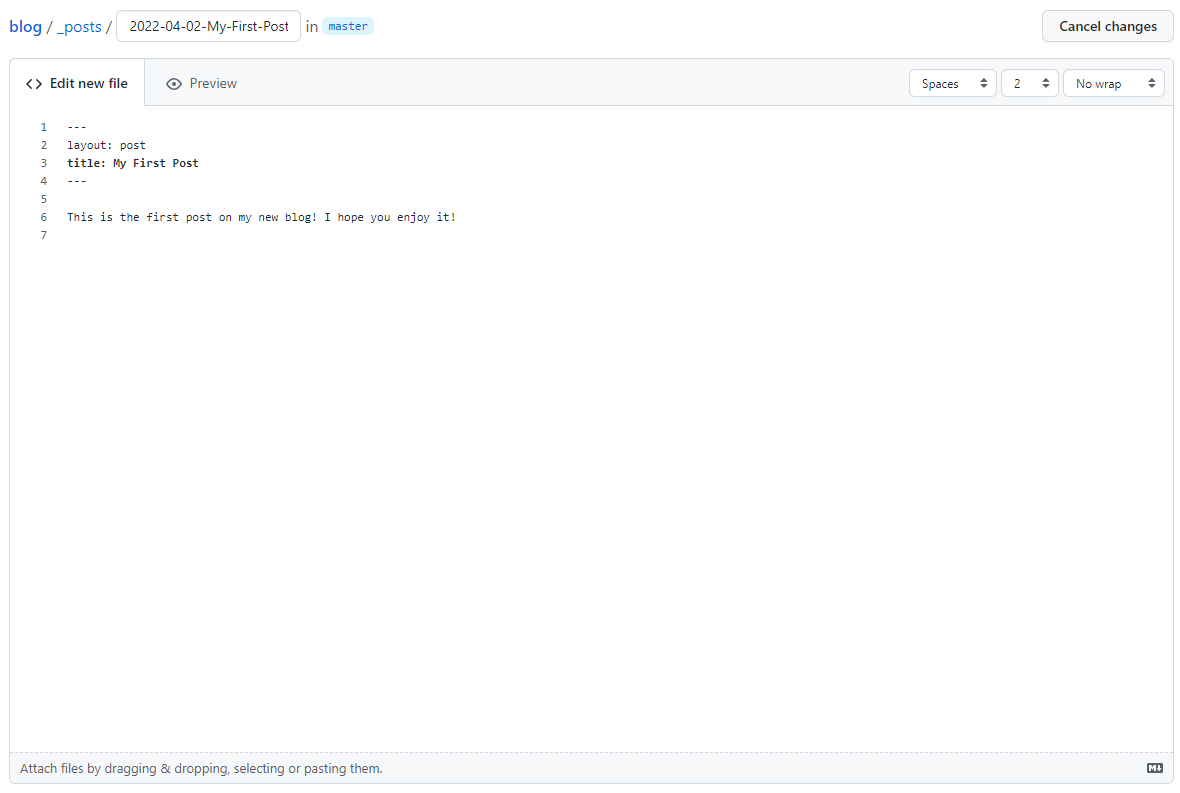 blog / _posts / 2022-04-02-My-First-Post in master Cancel changes
Edit new file Preview Spaces 2 No wrap
1 ---
2 layout: post
3 title: My First Post
4 ---
5
6 This is the first post on my new blog! I hope you enjoy it!
7
Attach files by dragging & dropping, selecting or pasting them.